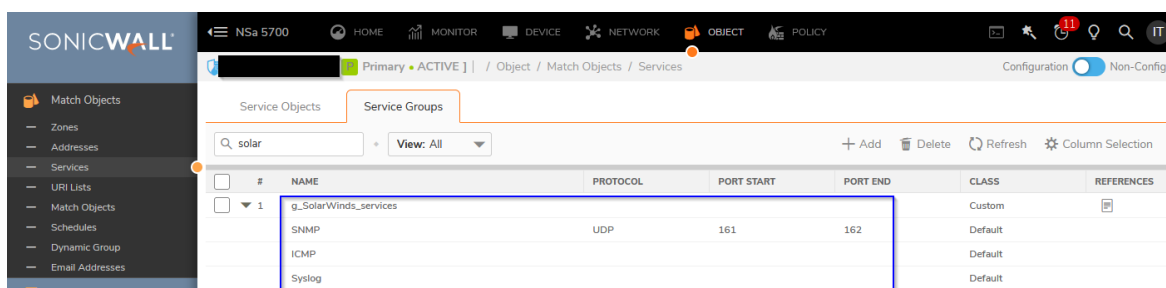 SONICWALL
NSa 5700 HOME MONITOR DEVICE NETWORK OBJECT POLICY 11 IT
P Primary • ACTIVE ] | / Object / Match Objects / Services Configuration Non-Config
Match Objects
Zones
Addresses
Services
URI Lists
Match Objects
Schedules
Dynamic Group
Email Addresses
Service Objects Service Groups
solar View: All + Add Delete Refresh Column Selection
# NAME PROTOCOL PORT START PORT END CLASS REFERENCES
1 g_SolarWinds_services Custom
SNMP UDP 161 162 Default
ICMP Default
Syslog Default